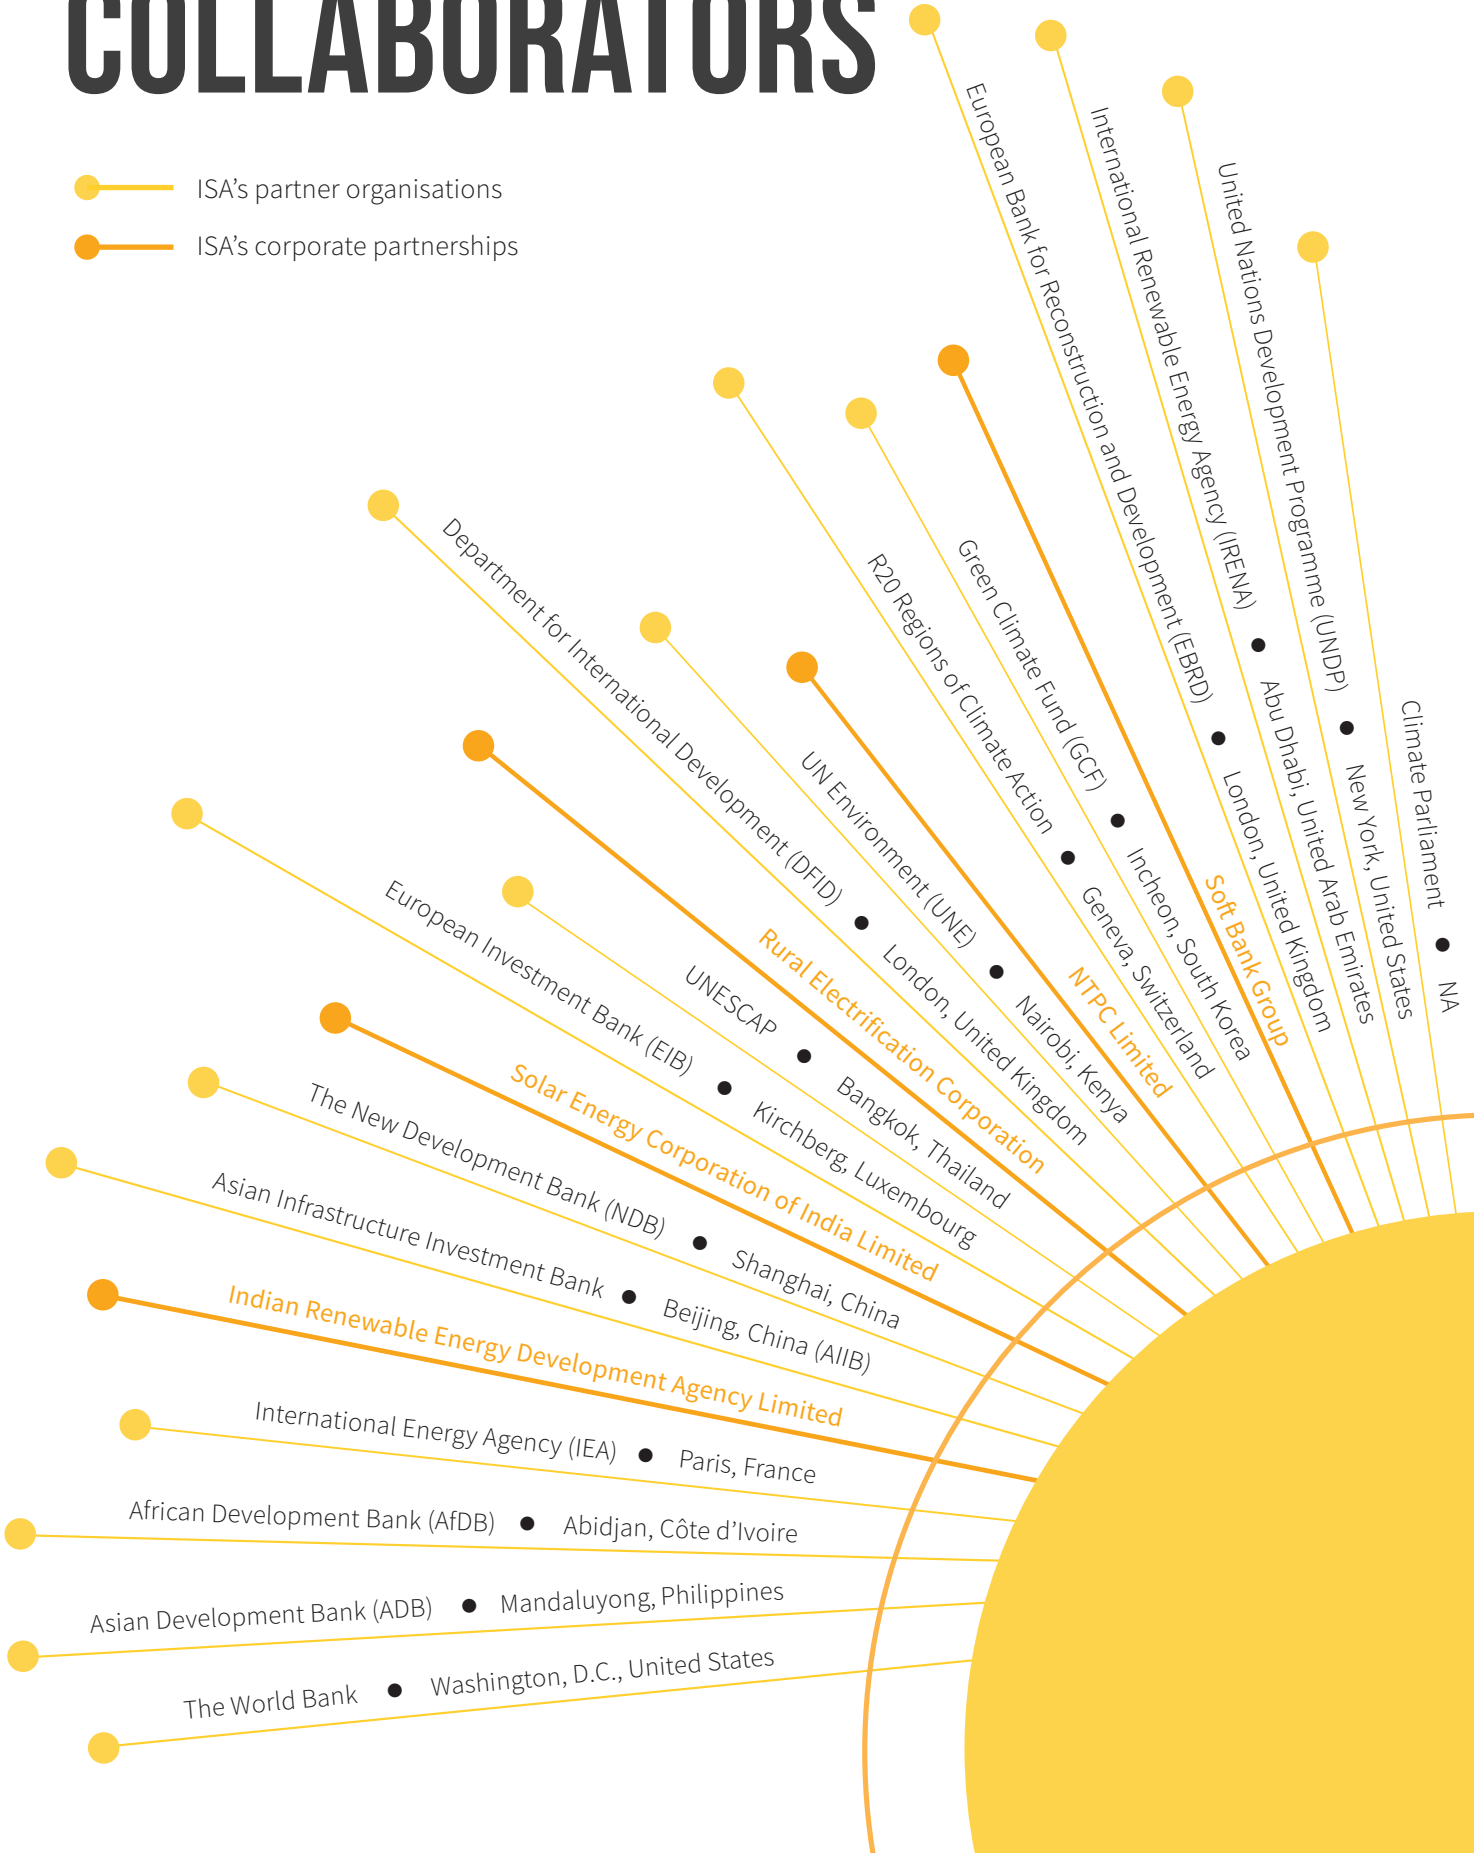 COLLABORATORS
ISA’s partner organisations
ISA’s corporate partnerships
Climate Parliament ● NA
United Nations Development Programme (UNDP) ● New York, United States
International Renewable Energy Agency (IRENA) ● Abu Dhabi, United Arab Emirates
European Bank for Reconstruction and Development (EBRD) ● London, United Kingdom
Soft Bank Group
Green Climate Fund (GCF) ● Incheon, South Korea
R20 Regions of Climate Action ● Geneva, Switzerland
NTPC Limited
UN Environment (UNE) ● Nairobi, Kenya
Department for International Development (DFID) ● London, United Kingdom
Rural Electrification Corporation
UNESCAP ● Bangkok, Thailand
European Investment Bank (EIB) ● Kirchberg, Luxembourg
Solar Energy Corporation of India Limited
The New Development Bank (NDB) ● Shanghai, China
Asian Infrastructure Investment Bank ● Beijing, China (AIIB)
Indian Renewable Energy Development Agency Limited
International Energy Agency (IEA) ● Paris, France
African Development Bank (AfDB) ● Abidjan, Côte d’Ivoire
Asian Development Bank (ADB) ● Mandaluyong, Philippines
The World Bank ● Washington, D.C., United States